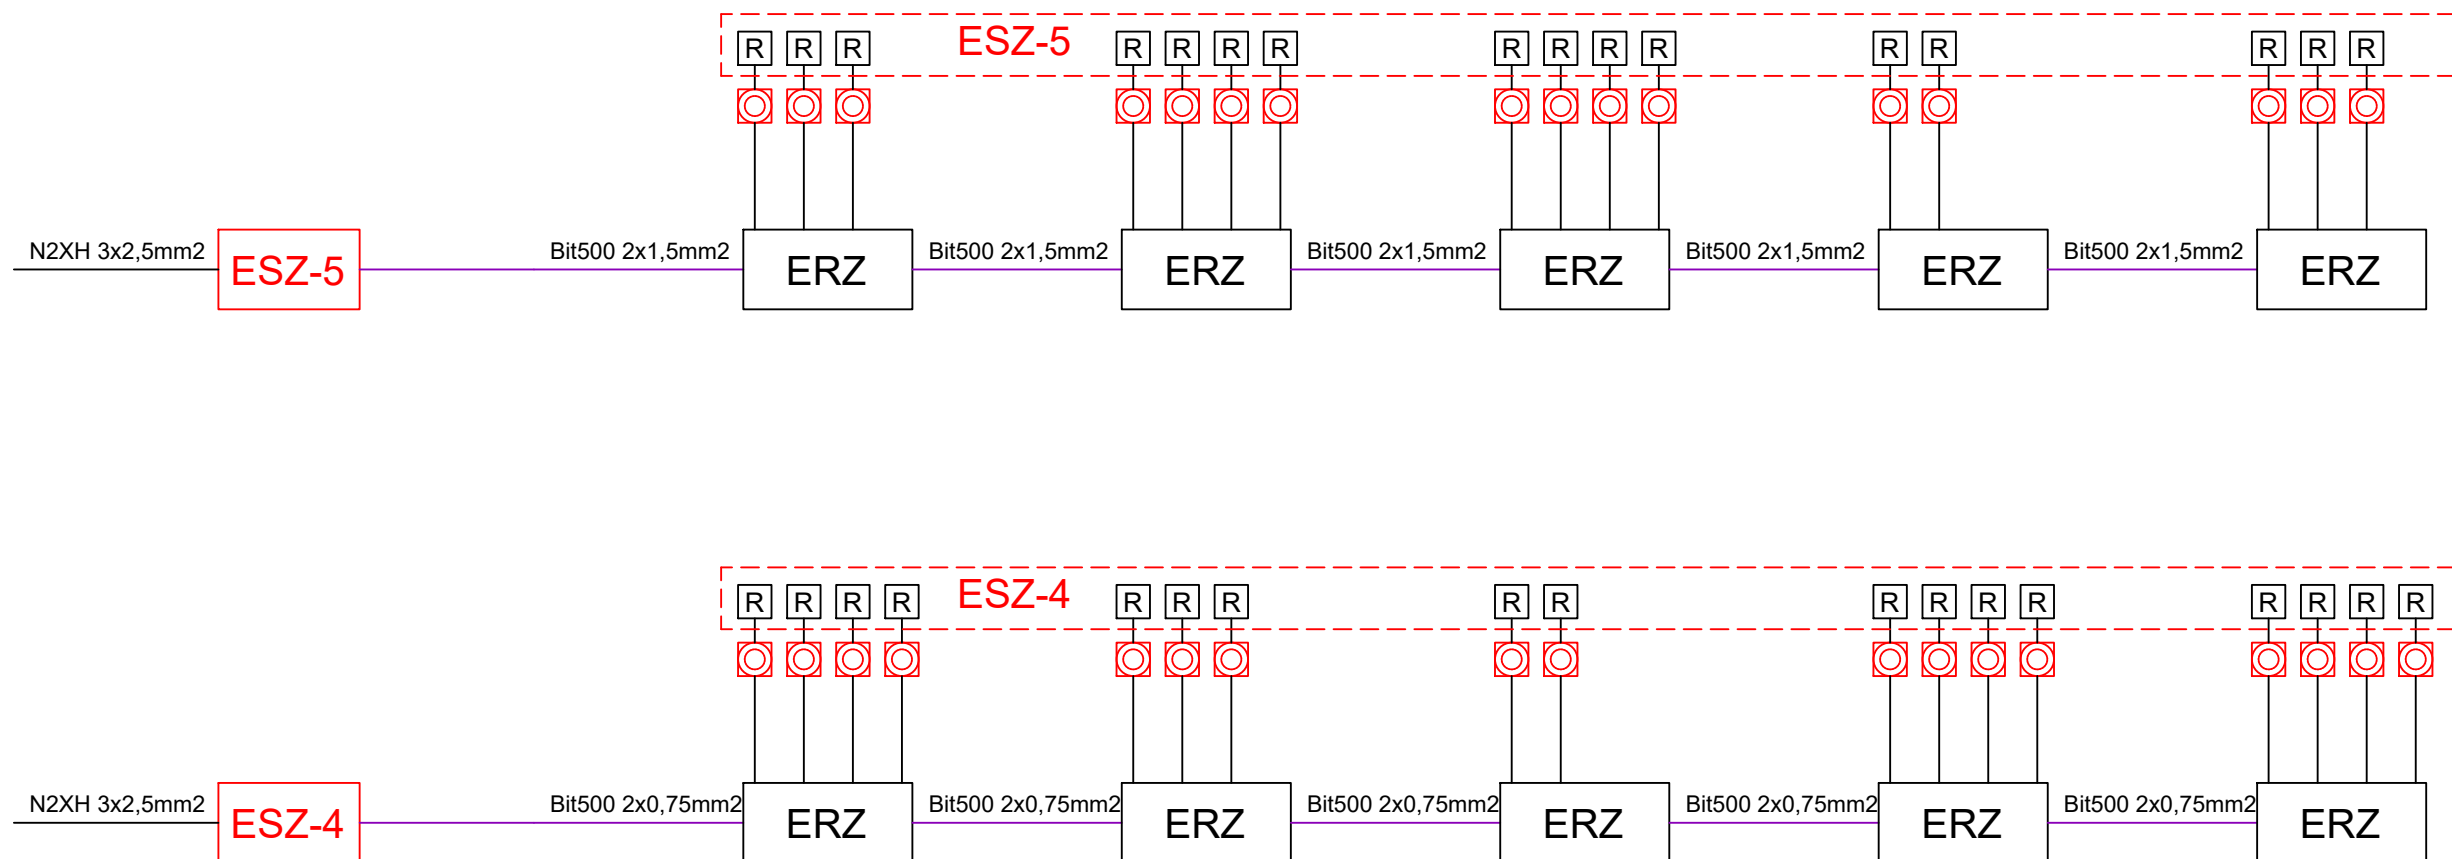 R R R ESZ-5 R R R R R R R R R R R R R
N2XH 3x2,5mm2 ESZ-5 Bit500 2x1,5mm2 ERZ Bit500 2x1,5mm2 ERZ Bit500 2x1,5mm2 ERZ Bit500 2x1,5mm2 ERZ Bit500 2x1,5mm2 ERZ
R R R R ESZ-4 R R R R R R R R R R R R R
N2XH 3x2,5mm2 ESZ-4 Bit500 2x0,75mm2 ERZ Bit500 2x0,75mm2 ERZ Bit500 2x0,75mm2 ERZ Bit500 2x0,75mm2 ERZ Bit500 2x0,75mm2 ERZ